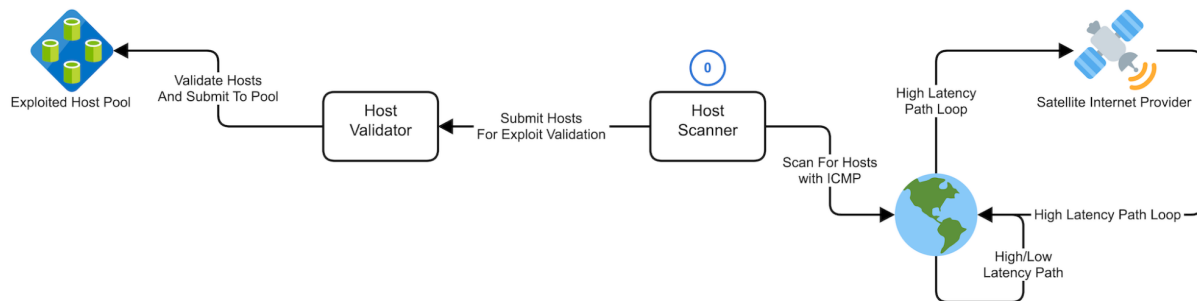 Exploited Host Pool
Validate Hosts
And Submit To Pool
Host
Validator
Submit Hosts
For Exploit Validation
0
Host
Scanner
Scan For Hosts
with ICMP
High Latency
Path Loop
Satellite Internet Provider
High Latency Path Loop
High/Low
Latency Path